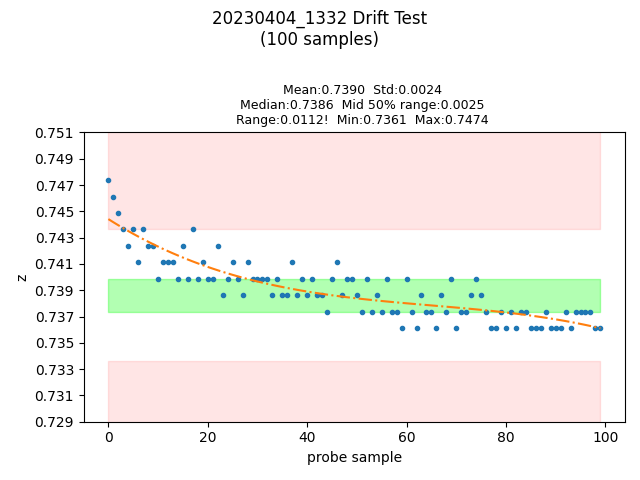 20230404_1332 Drift Test
(100 samples)
Mean:0.7390  Std:0.0024
Median:0.7386  Mid 50% range:0.0025
Range:0.0112!  Min:0.7361  Max:0.7474
0.751
0.749
0.747
0.745
0.743
0.741
0.739
0.737
0.735
0.733
0.731
0.729
z
0 20 40 60 80 100
probe sample